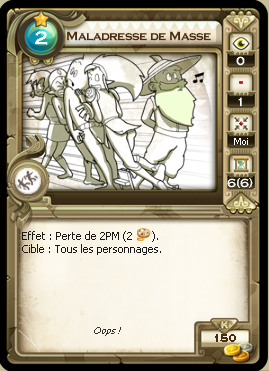 2
MALADRESSE DE MASSE
0
1
Moi
6(6)
Effet : Perte de 2PM (2 ).
Cible : Tous les personnages.
Oops !
K
150